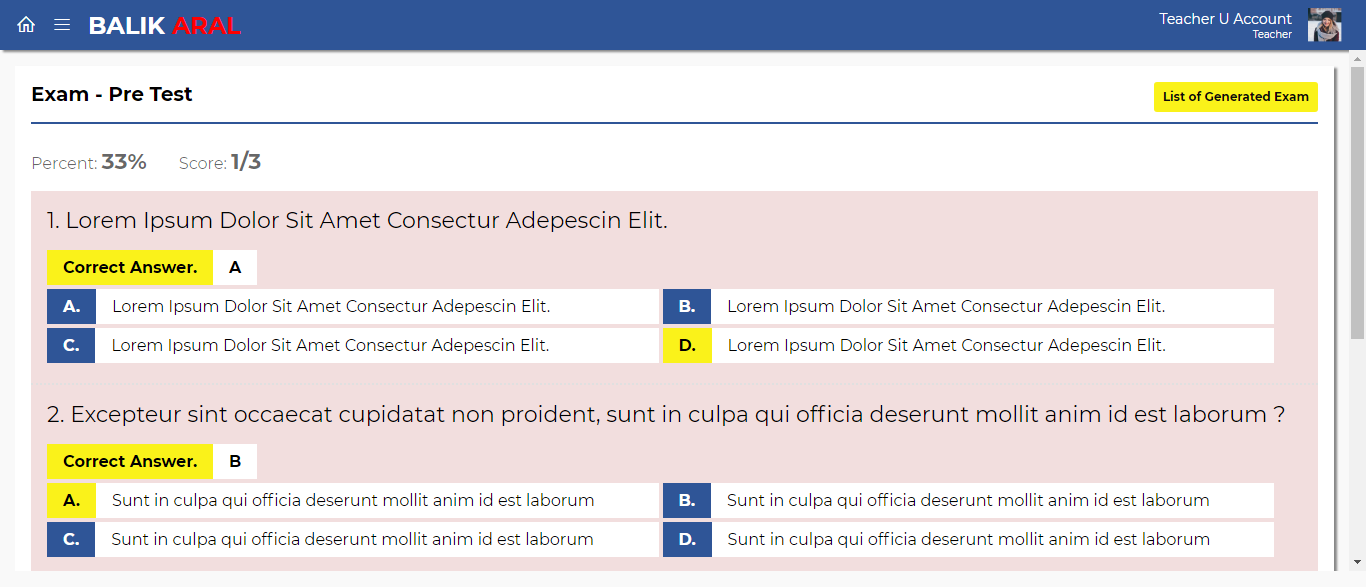 BALIK ARAL
Teacher U Account
Teacher
Exam - Pre Test
List of Generated Exam
Percent: 33% Score: 1/3
1. Lorem Ipsum Dolor Sit Amet Consectur Adepescin Elit.
Correct Answer. A
A. Lorem Ipsum Dolor Sit Amet Consectur Adepescin Elit.
B. Lorem Ipsum Dolor Sit Amet Consectur Adepescin Elit.
C. Lorem Ipsum Dolor Sit Amet Consectur Adepescin Elit.
D. Lorem Ipsum Dolor Sit Amet Consectur Adepescin Elit.
2. Excepteur sint occaecat cupidatat non proident, sunt in culpa qui officia deserunt mollit anim id est laborum ?
Correct Answer. B
A. Sunt in culpa qui officia deserunt mollit anim id est laborum
B. Sunt in culpa qui officia deserunt mollit anim id est laborum
C. Sunt in culpa qui officia deserunt mollit anim id est laborum
D. Sunt in culpa qui officia deserunt mollit anim id est laborum